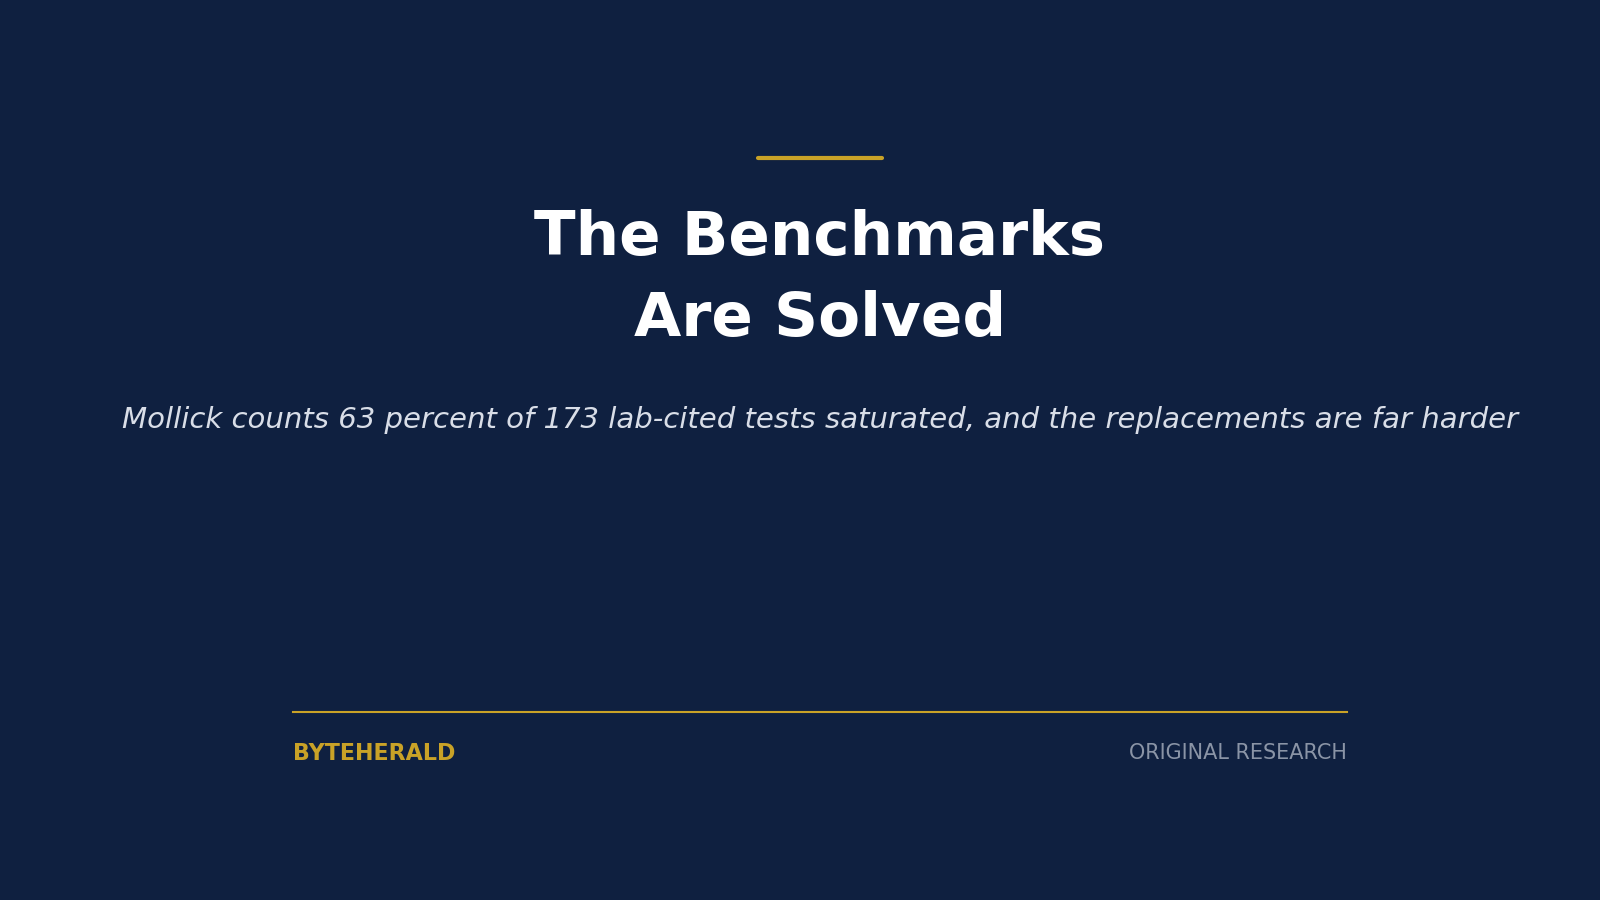 The Benchmarks
Are Solved
Mollick counts 63 percent of 173 lab-cited tests saturated, and the replacements are far harder
BYTEHERALD
ORIGINAL RESEARCH